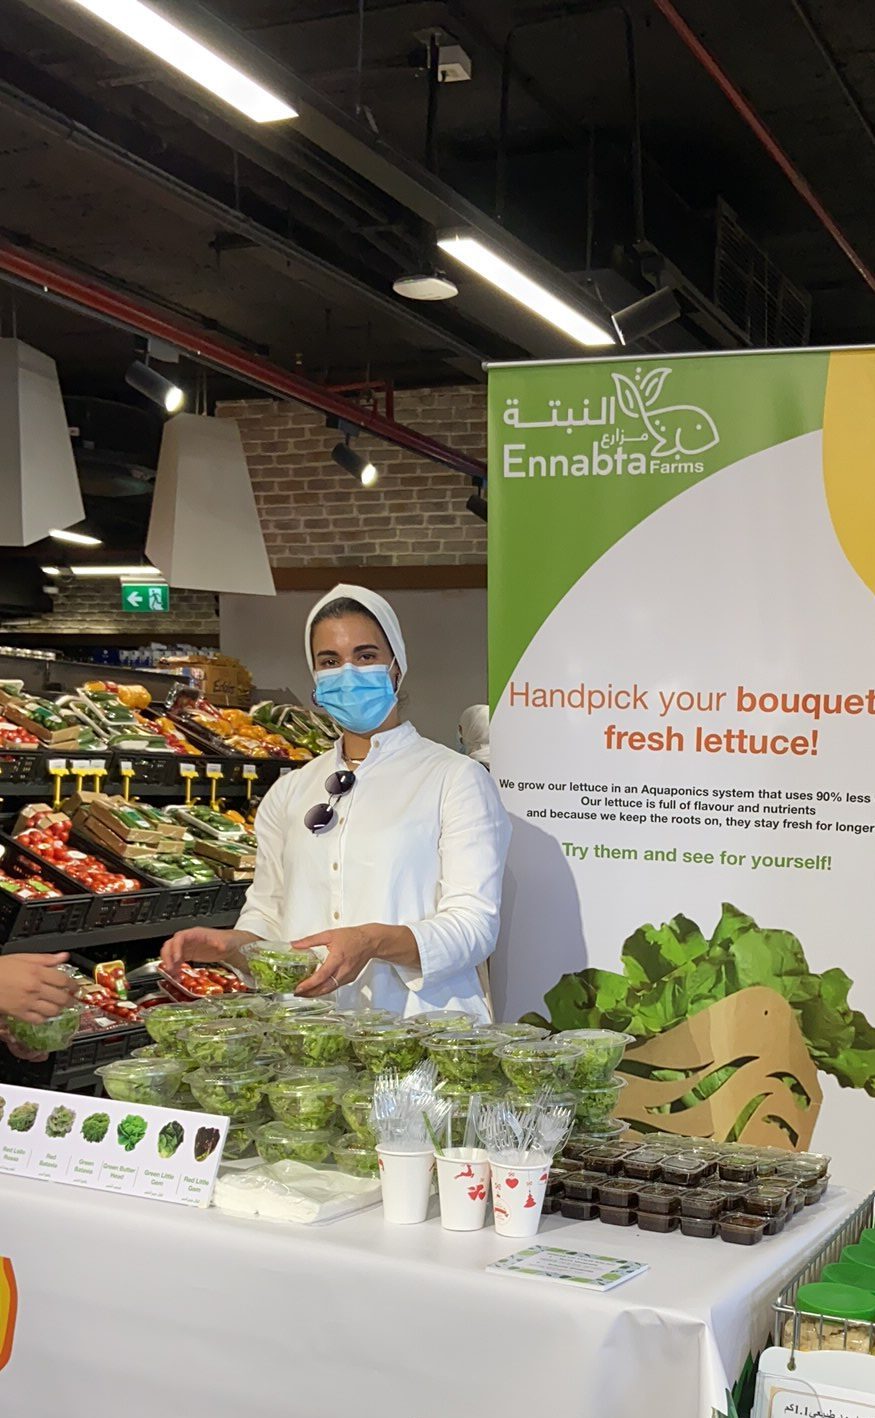 النبتة
مزارع
Ennabta Farms
Handpick your bouquet
fresh lettuce!
We grow our lettuce in an Aquaponics system that uses 90% less
Our lettuce is full of flavour and nutrients
and because we keep the roots on, they stay fresh for longer
Try them and see for yourself!
Red Lollo Rosso
Red Batavia
Green Batavia
Green Butter Head
Green Little Gem
Red Little Gem